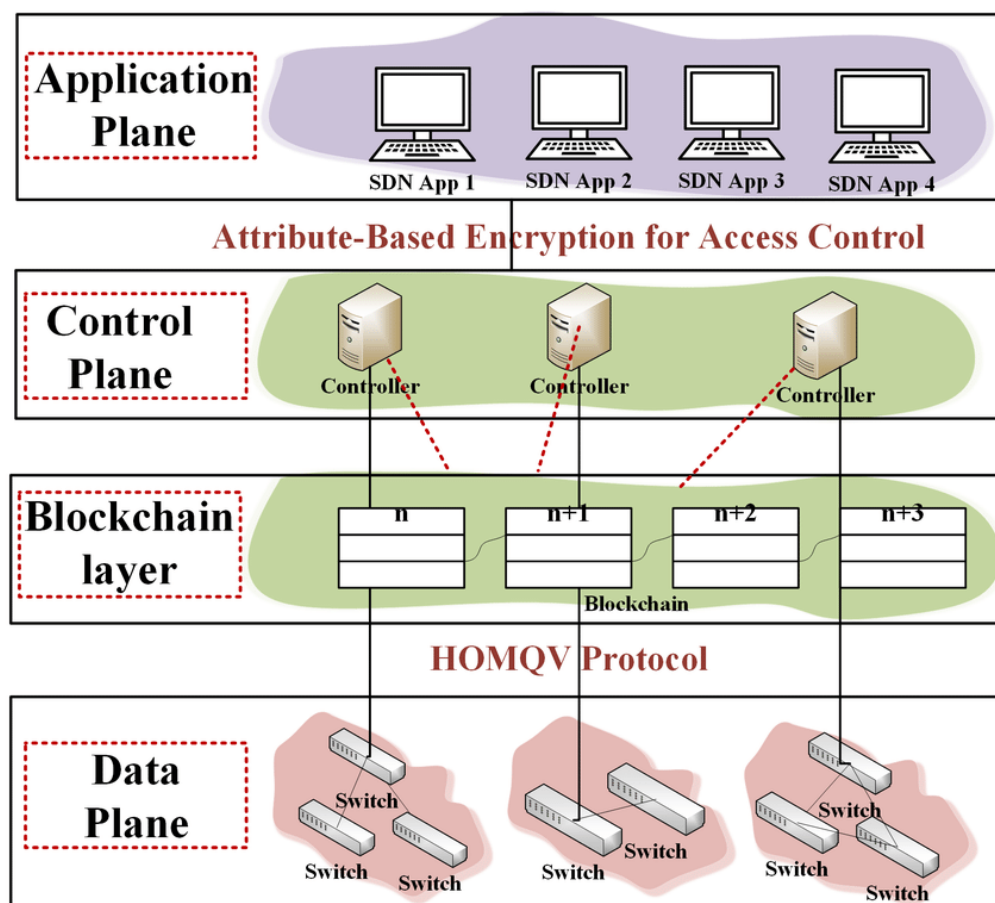 Application
Plane
SDN App 1
SDN App 2
SDN App 3
SDN App 4
Attribute-Based Encryption for Access Control
Control
Plane
Controller
Controller
Controller
Blockchain
layer
n
n+1
n+2
n+3
Blockchain
HOMQV Protocol
Data
Plane
Switch
Switch
Switch
Switch
Switch
Switch
Switch
Switch